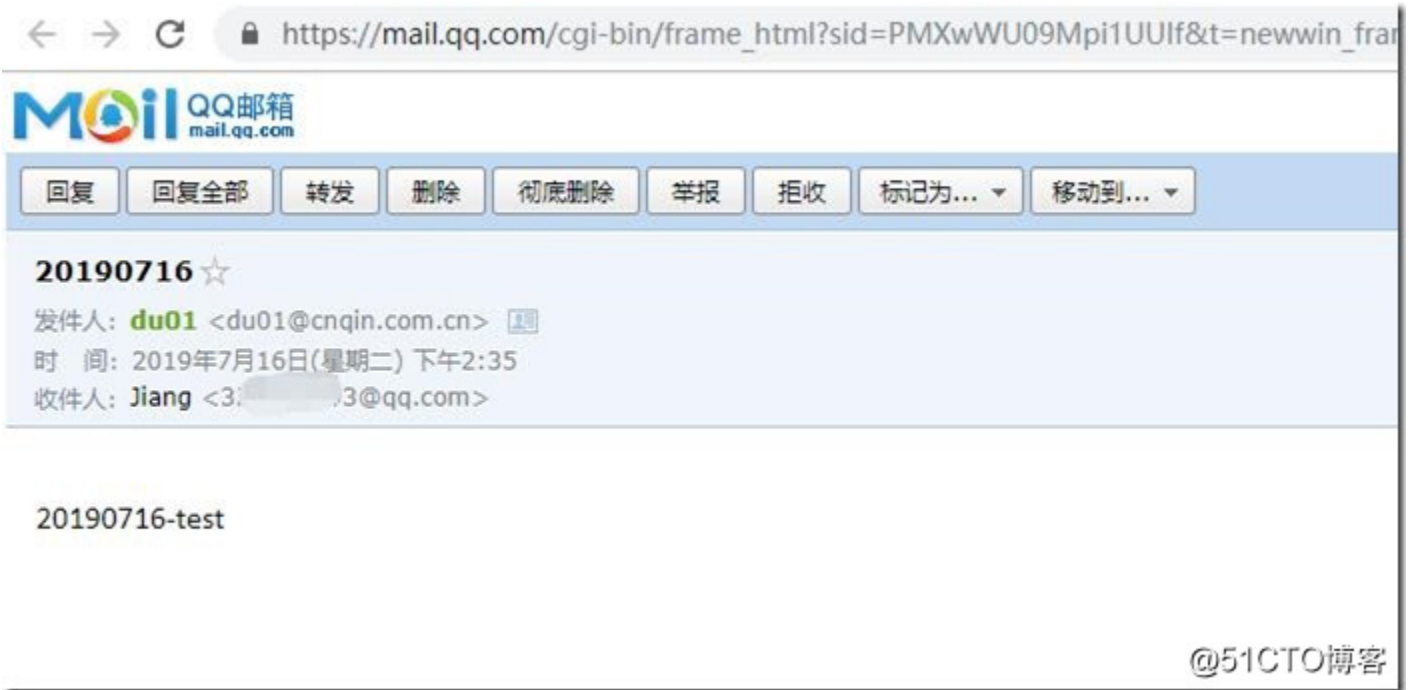 https://mail.qq.com/cgi-bin/frame_html?sid=PMXwWU09Mpi1UUlf&t=newwin_frar
Mail QQ邮箱
mail.qq.com
回复 回复全部 转发 删除 彻底删除 举报 拒收 标记为... 移动到...
20190716
发件人: du01 <du01@cnqin.com.cn>
时 间: 2019年7月16日(星期二) 下午2:35
收件人: Jiang <3 3@qq.com>
20190716-test
@51CTO博客